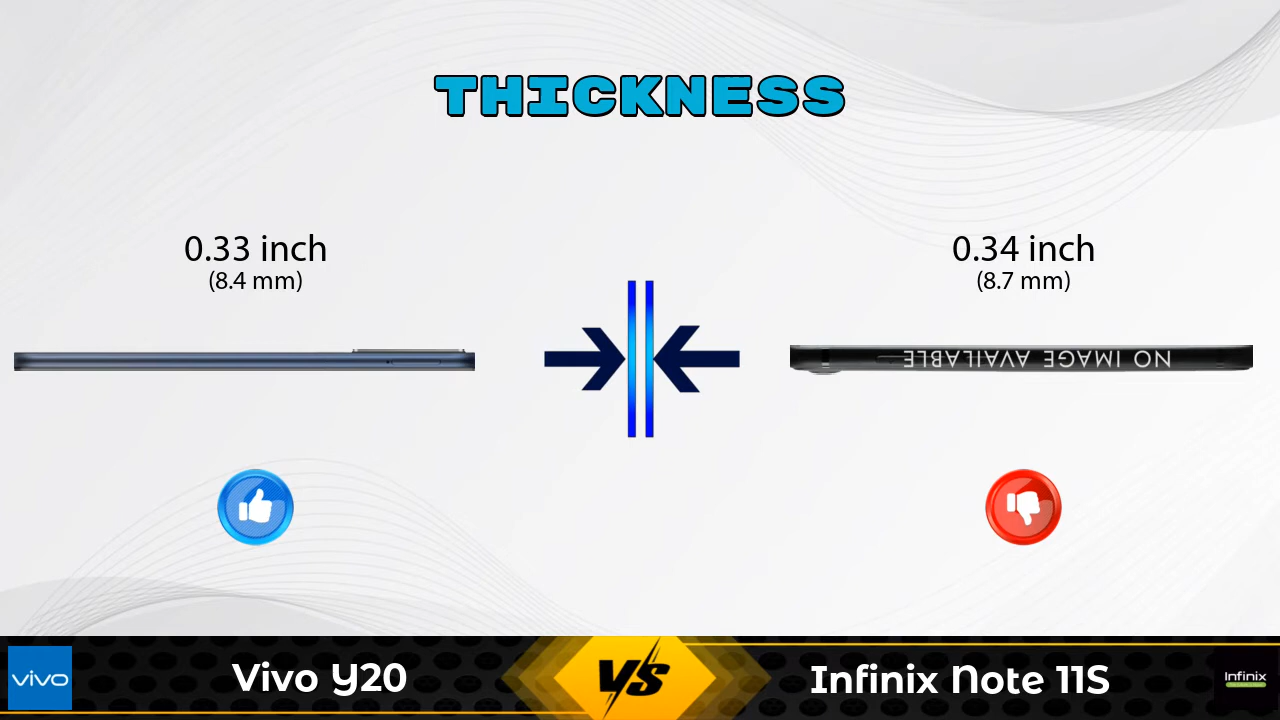 THICKNESS
0.33 inch
(8.4 mm)
0.34 inch
(8.7 mm)
NO IMAGE AVAILABLE
vivo
Vivo Y20
VS
Infinix Note 11S
Infinix